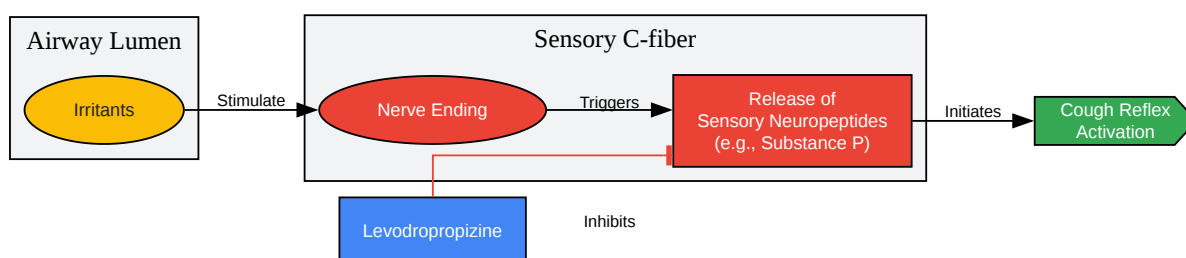 Airway Lumen
Irritants
Stimulate
Sensory C-fiber
Nerve Ending
Triggers
Release of
Sensory Neuropeptides
(e.g., Substance P)
Initiates
Cough Reflex
Activation
Levodropropizine
Inhibits